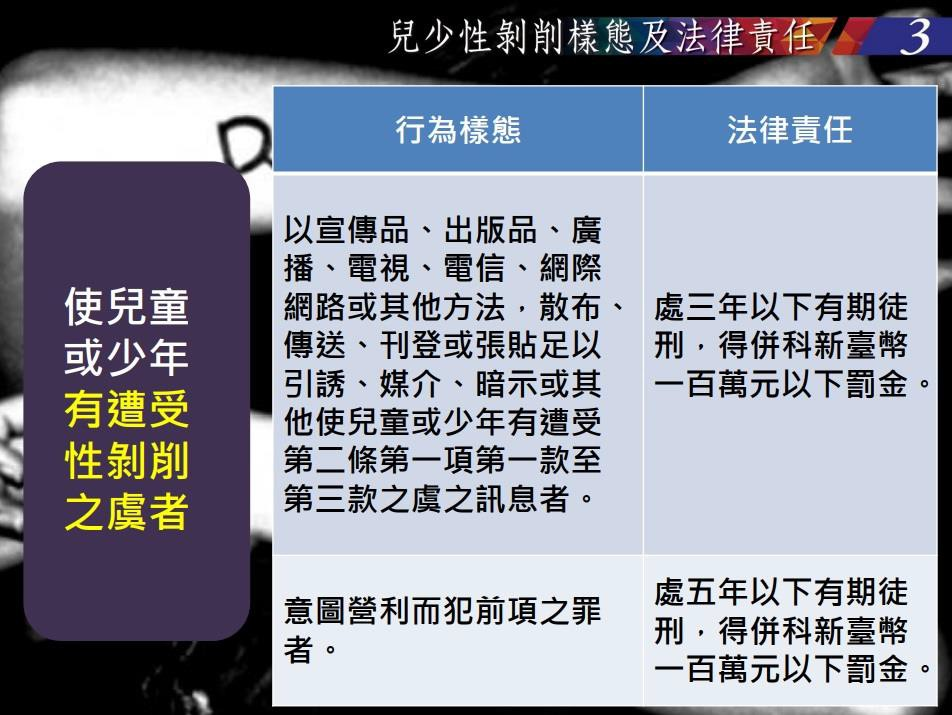 兒少性剝削樣態及法律責任 3
使兒童
或少年
有遭受
性剝削
之虞者
行為樣態
法律責任
以宣傳品、出版品、廣
播、電視、電信、網際
網路或其他方法，散布、
傳送、刊登或張貼足以
引誘、媒介、暗示或其
他使兒童或少年有遭受
第二條第一項第一款至
第三款之虞之訊息者。
處三年以下有期徒
刑，得併科新臺幣
一百萬元以下罰金。
意圖營利而犯前項之罪
者。
處五年以下有期徒
刑，得併科新臺幣
一百萬元以下罰金。